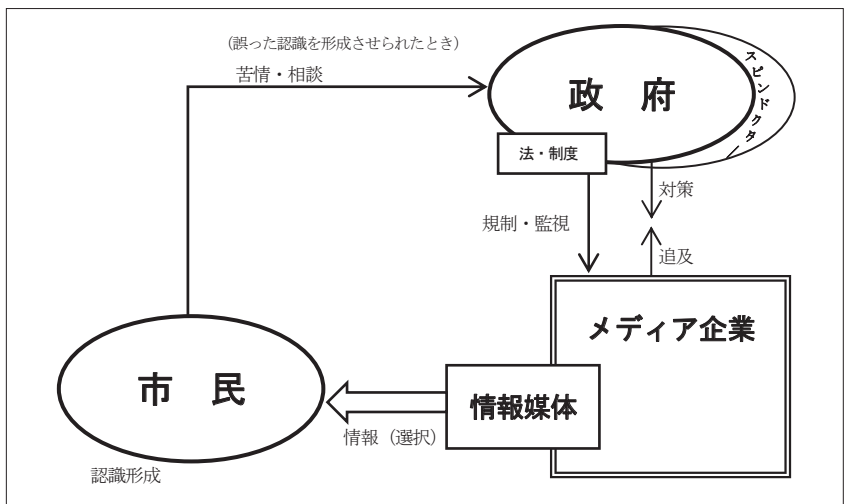 (誤った認識を形成させられたとき)
苦情・相談
政 府
スピンドクター
法・制度
対策
規制・監視
追及
メディア企業
市 民
情報媒体
情報(選択)
認識形成